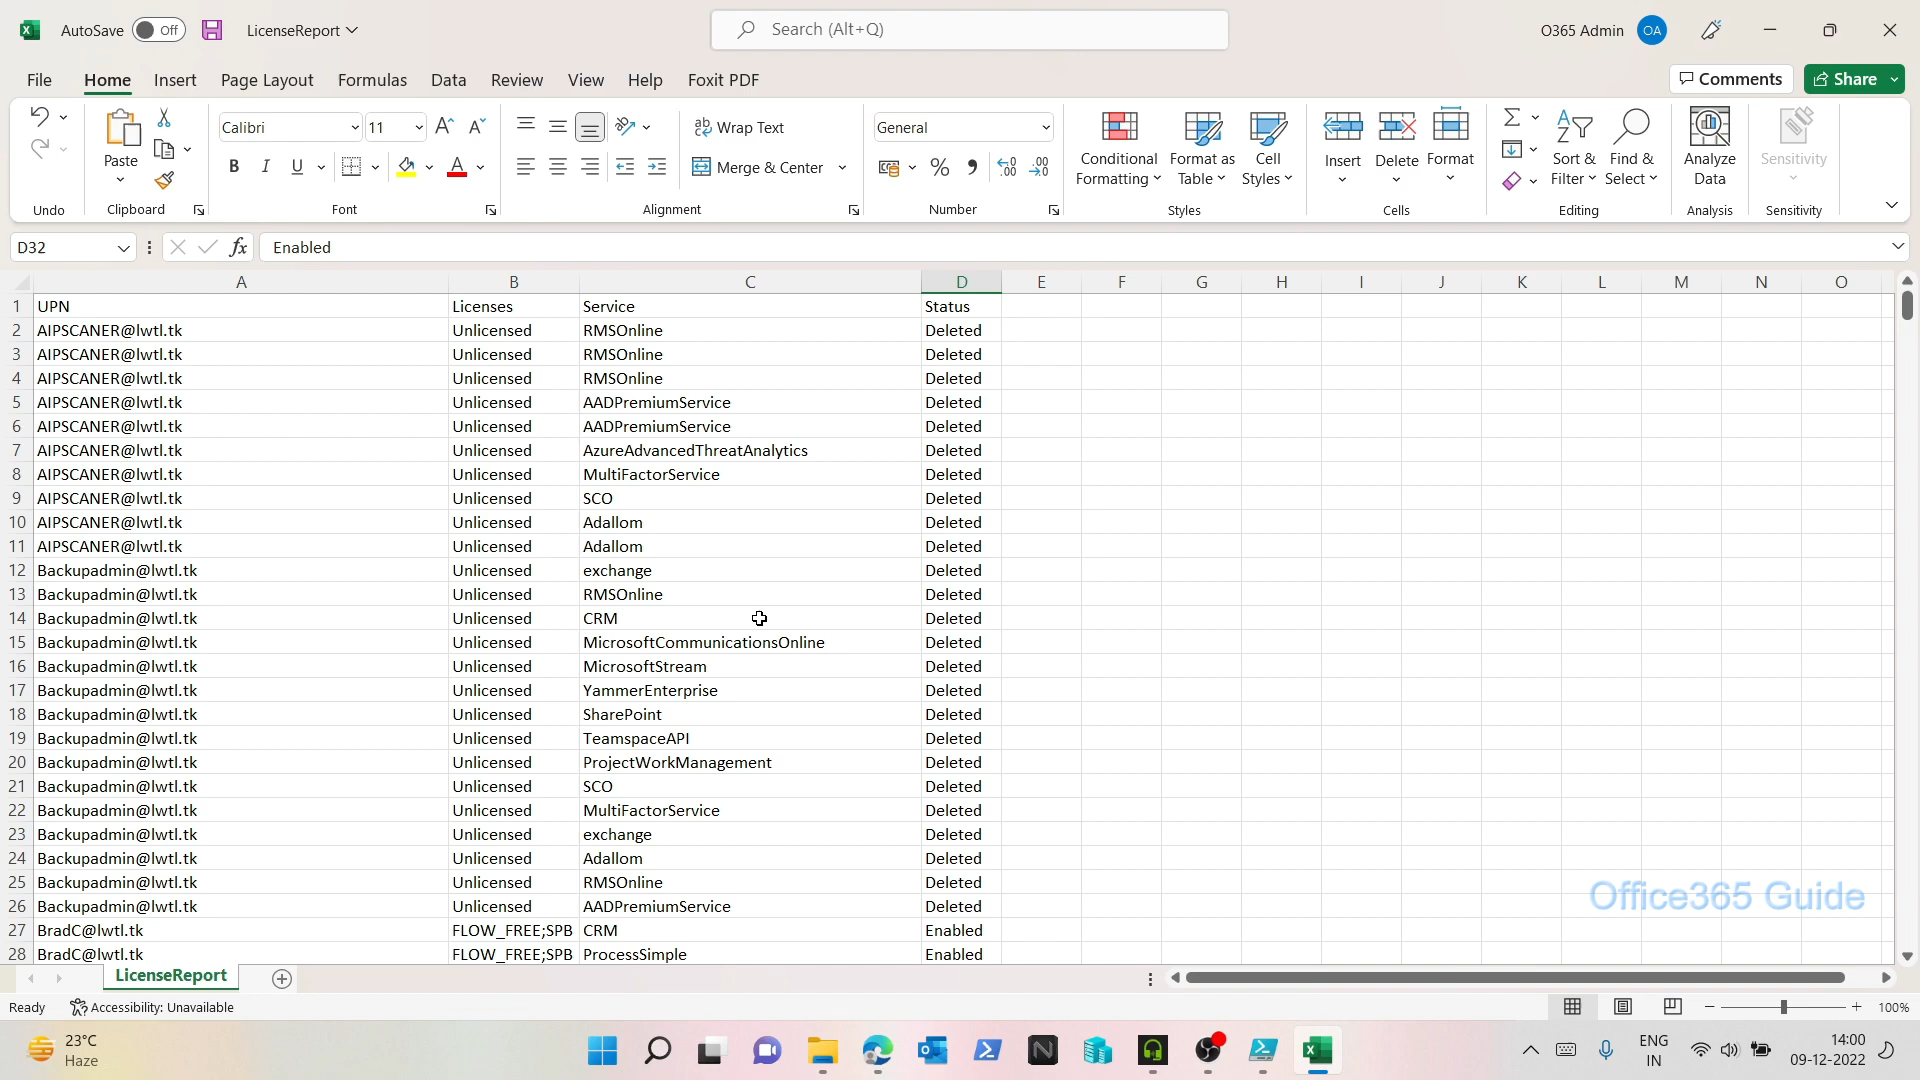 AutoSave Off LicenseReport Search (Alt+Q) O365 Admin OA
File Home Insert Page Layout Formulas Data Review View Help Foxit PDF Comments Share
Calibri 11 Wrap Text General
Paste B I U Merge & Center % Conditional Formatting Format as Table Cell Styles Insert Delete Format Sort & Filter Find & Select Analyze Data Sensitivity
Undo Clipboard Font Alignment Number Styles Cells Editing Analysis Sensitivity
D32 fx Enabled
A B C D E F G H I J K L M N O
1 UPN Licenses Service Status
2 AIPSCANER@lwtl.tk Unlicensed RMSOnline Deleted
3 AIPSCANER@lwtl.tk Unlicensed RMSOnline Deleted
4 AIPSCANER@lwtl.tk Unlicensed RMSOnline Deleted
5 AIPSCANER@lwtl.tk Unlicensed AADPremiumService Deleted
6 AIPSCANER@lwtl.tk Unlicensed AADPremiumService Deleted
7 AIPSCANER@lwtl.tk Unlicensed AzureAdvancedThreatAnalytics Deleted
8 AIPSCANER@lwtl.tk Unlicensed MultiFactorService Deleted
9 AIPSCANER@lwtl.tk Unlicensed SCO Deleted
10 AIPSCANER@lwtl.tk Unlicensed Adallom Deleted
11 AIPSCANER@lwtl.tk Unlicensed Adallom Deleted
12 Backupadmin@lwtl.tk Unlicensed exchange Deleted
13 Backupadmin@lwtl.tk Unlicensed RMSOnline Deleted
14 Backupadmin@lwtl.tk Unlicensed CRM Deleted
15 Backupadmin@lwtl.tk Unlicensed MicrosoftCommunicationsOnline Deleted
16 Backupadmin@lwtl.tk Unlicensed MicrosoftStream Deleted
17 Backupadmin@lwtl.tk Unlicensed YammerEnterprise Deleted
18 Backupadmin@lwtl.tk Unlicensed SharePoint Deleted
19 Backupadmin@lwtl.tk Unlicensed TeamspaceAPI Deleted
20 Backupadmin@lwtl.tk Unlicensed ProjectWorkManagement Deleted
21 Backupadmin@lwtl.tk Unlicensed SCO Deleted
22 Backupadmin@lwtl.tk Unlicensed MultiFactorService Deleted
23 Backupadmin@lwtl.tk Unlicensed exchange Deleted
24 Backupadmin@lwtl.tk Unlicensed Adallom Deleted
25 Backupadmin@lwtl.tk Unlicensed RMSOnline Deleted
26 Backupadmin@lwtl.tk Unlicensed AADPremiumService Deleted
Office365 Guide
27 BradC@lwtl.tk FLOW_FREE;SPB CRM Enabled
28 BradC@lwtl.tk FLOW_FREE;SPB ProcessSimple Enabled
LicenseReport
Ready Accessibility: Unavailable 100%
23°C ENG 14:00
Haze IN 09-12-2022